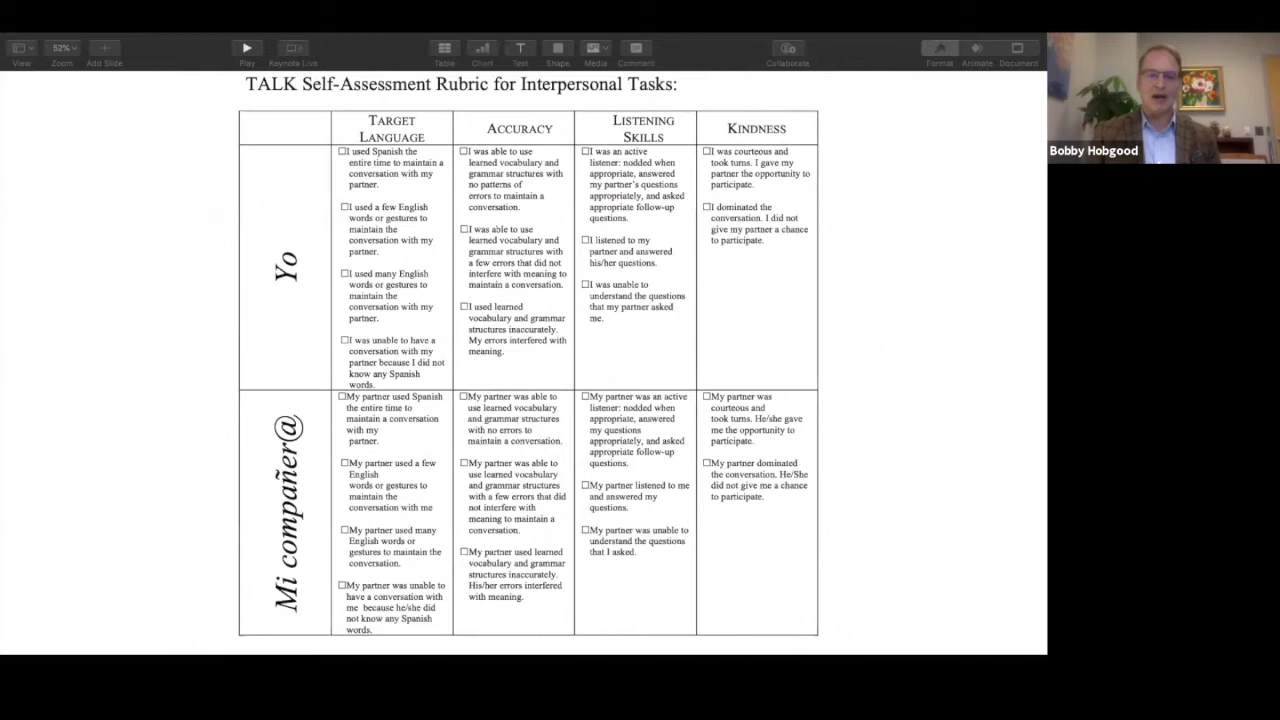 52%
View
Zoom
Add Slide
Play
Keynote Live
Table
Chart
Text
Shapes
Media
Comment
Collaborate
Format
Animate
Document
Bobby Hobgood
TALK Self-Assessment Rubric for Interpersonal Tasks:
TARGET
LANGUAGE
ACCURACY
LISTENING
SKILLS
KINDNESS
Yo
I used Spanish the
entire time to maintain a
conversation with my
partner.
I used a few English
words or gestures to
maintain the
conversation with my
partner.
I used many English
words or gestures to
maintain the
conversation with my
partner.
I was unable to have a
conversation with my
partner because I did not
know any Spanish
words.
I was able to use
learned vocabulary and
grammar structures with
no patterns of
errors to maintain a
conversation.
I was able to use
learned vocabulary and
grammar structures with
a few errors that did not
interfere with meaning to
maintain a conversation.
I used learned
vocabulary and grammar
structures inaccurately.
My errors interfered with
meaning.
I was an active
listener: nodded when
appropriate, answered
my partner's questions
appropriately, and asked
appropriate follow-up
questions.
I listened to my
partner and answered
his/her questions.
I was unable to
understand the questions
that my partner asked
me.
I was courteous and
took turns. I gave my
partner the opportunity to
participate.
I dominated the
conversation. I did not
give my partner a chance
to participate.
Mi compañer@
My partner used Spanish
the entire time to
maintain a conversation
with my
partner.
My partner used a few
English
words or gestures to
maintain the
conversation with me
My partner used many
English words or
gestures to maintain the
conversation.
My partner was unable to
have a conversation with
me because he/she did
not know any Spanish
words.
My partner was able to
use learned vocabulary
and grammar structures
with no errors to
maintain a conversation.
My partner was able to
use learned vocabulary
and grammar structures
with a few errors that did
not interfere with
meaning to maintain a
conversation.
My partner used learned
vocabulary and grammar
structures inaccurately.
His/her errors interfered
with meaning.
My partner was an active
listener: nodded when
appropriate, answered
my questions
appropriately, and asked
appropriate follow-up
questions.
My partner listened to me
and answered my
questions.
My partner was unable to
understand the questions
that I asked.
My partner was
courteous and
took turns. He/she gave
me the opportunity to
participate.
My partner dominated
the conversation. He/She
did not give me a chance
to participate.